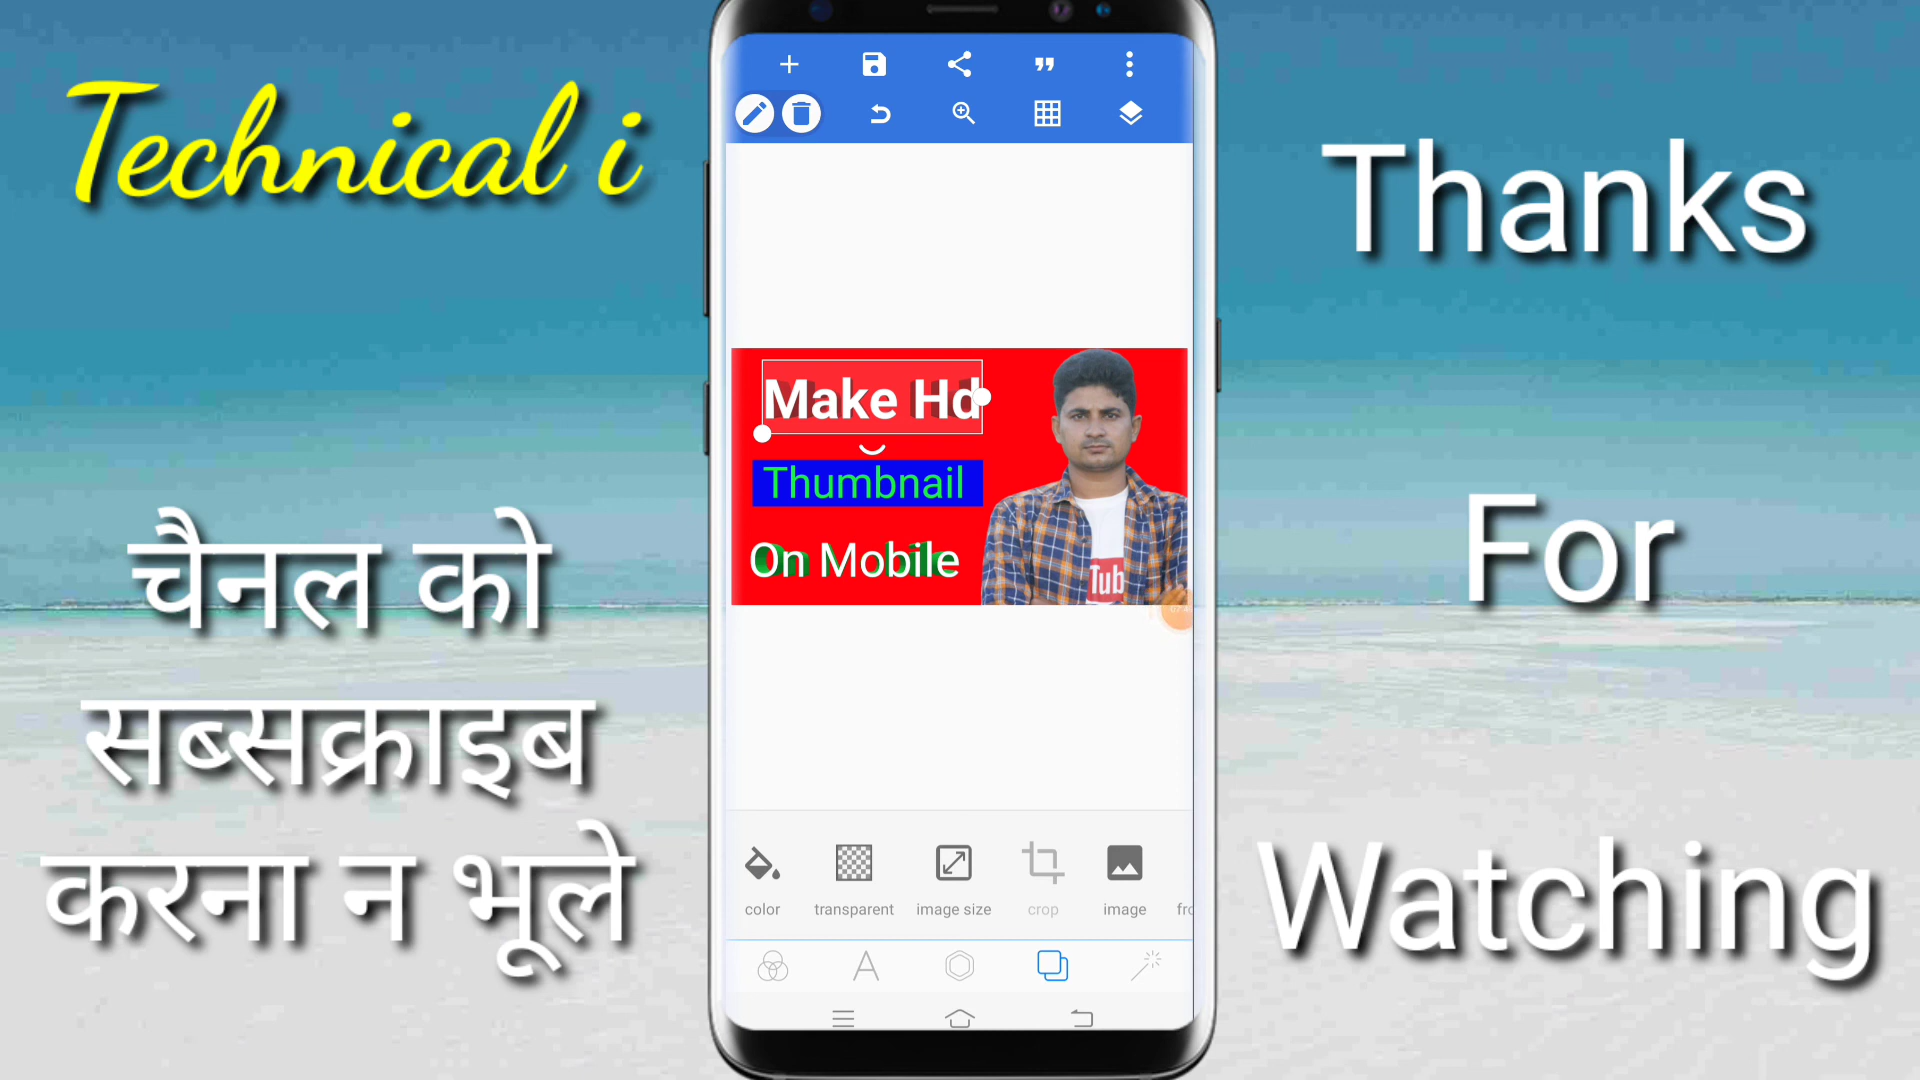 Technical i
चैनल को
सब्सक्राइब
करना न भूले
Make Hd
Thumbnail
On Mobile
Tub
color
transparent
image size
crop
image
Thanks
For
Watching